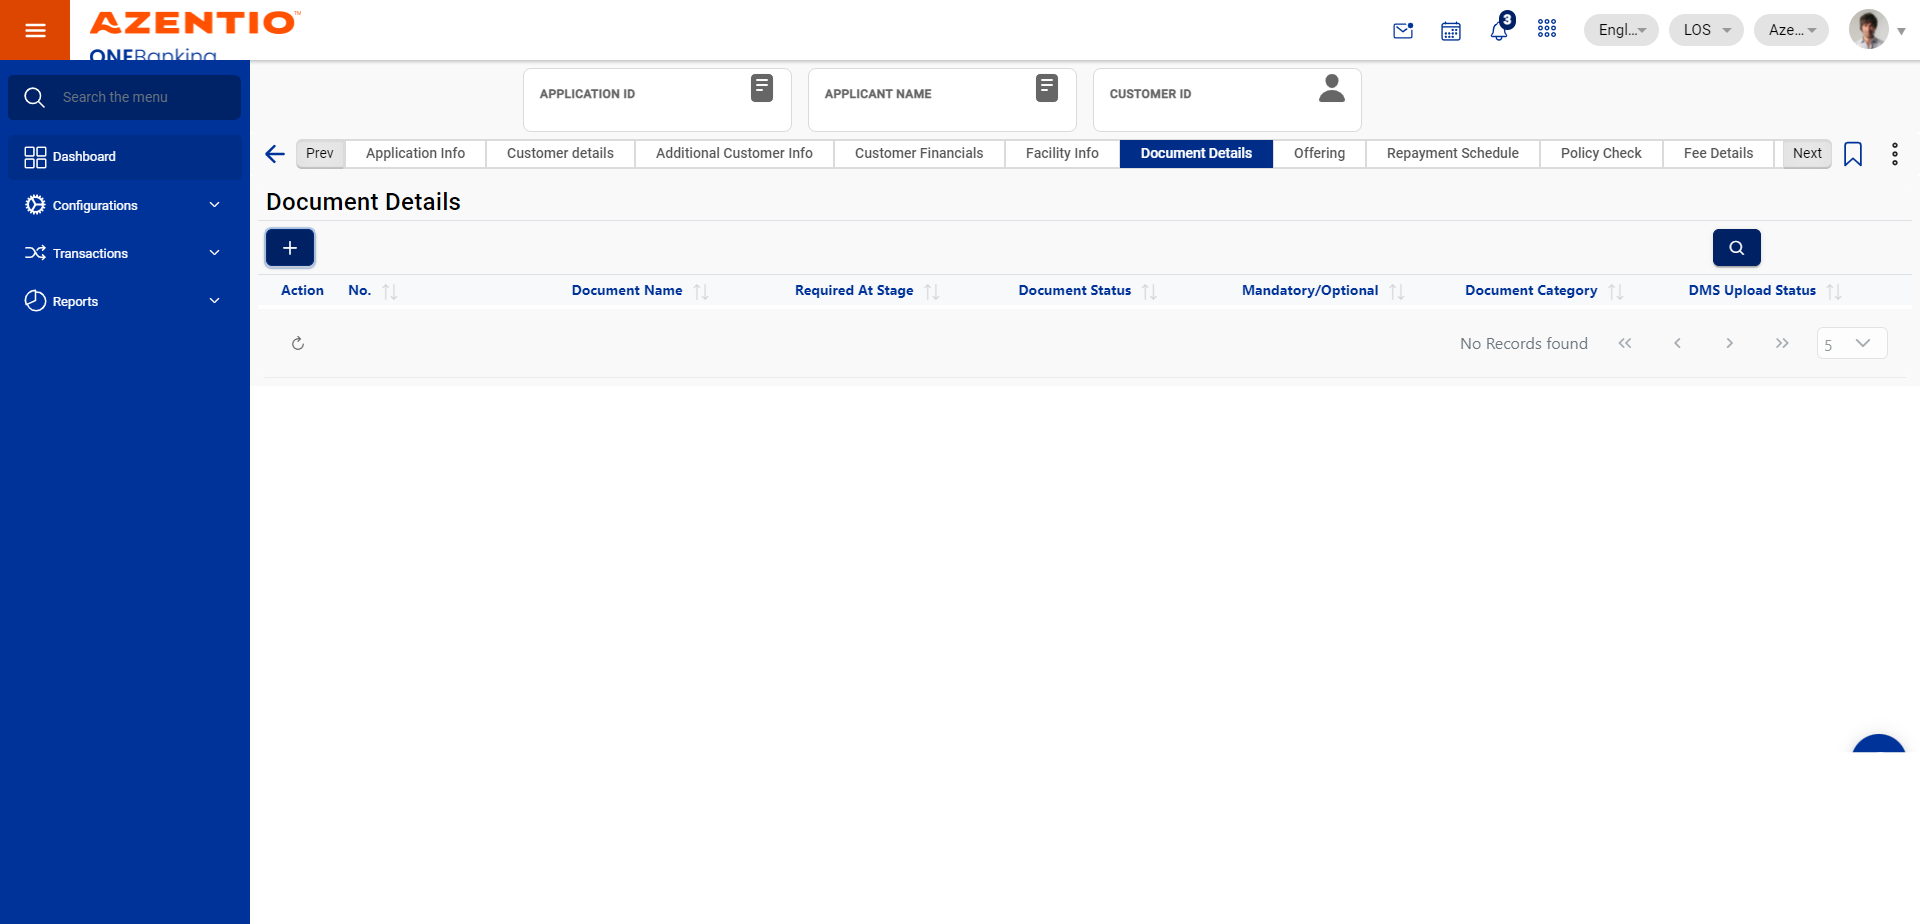 AZENTIO™
ONEBanking
3
Engl...
LOS
Aze...
Search the menu
Dashboard
Configurations
Transactions
Reports
APPLICATION ID
APPLICANT NAME
CUSTOMER ID
Prev
Application Info
Customer details
Additional Customer Info
Customer Financials
Facility Info
Document Details
Offering
Repayment Schedule
Policy Check
Fee Details
Next
Document Details
Action
No.
Document Name
Required At Stage
Document Status
Mandatory/Optional
Document Category
DMS Upload Status
No Records found
5